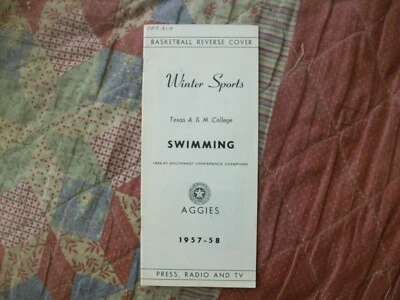 BASKETBALL REVERSE COVER
Winter Sports
Texas A. & M. College
SWIMMING
1956-57 SOUTHWEST CONFERENCE CHAMPIONS
AGGIES
1957-58
PRESS, RADIO AND TV